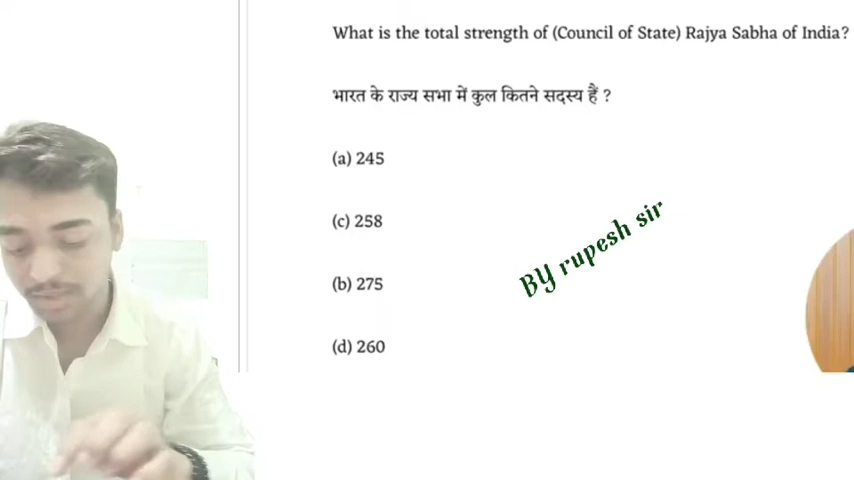 What is the total strength of (Council of State) Rajya Sabha of India?
भारत के राज्य सभा में कुल कितने सदस्य हैं ?
(a) 245
(c) 258
BY rupesh sir
(b) 275
(d) 260